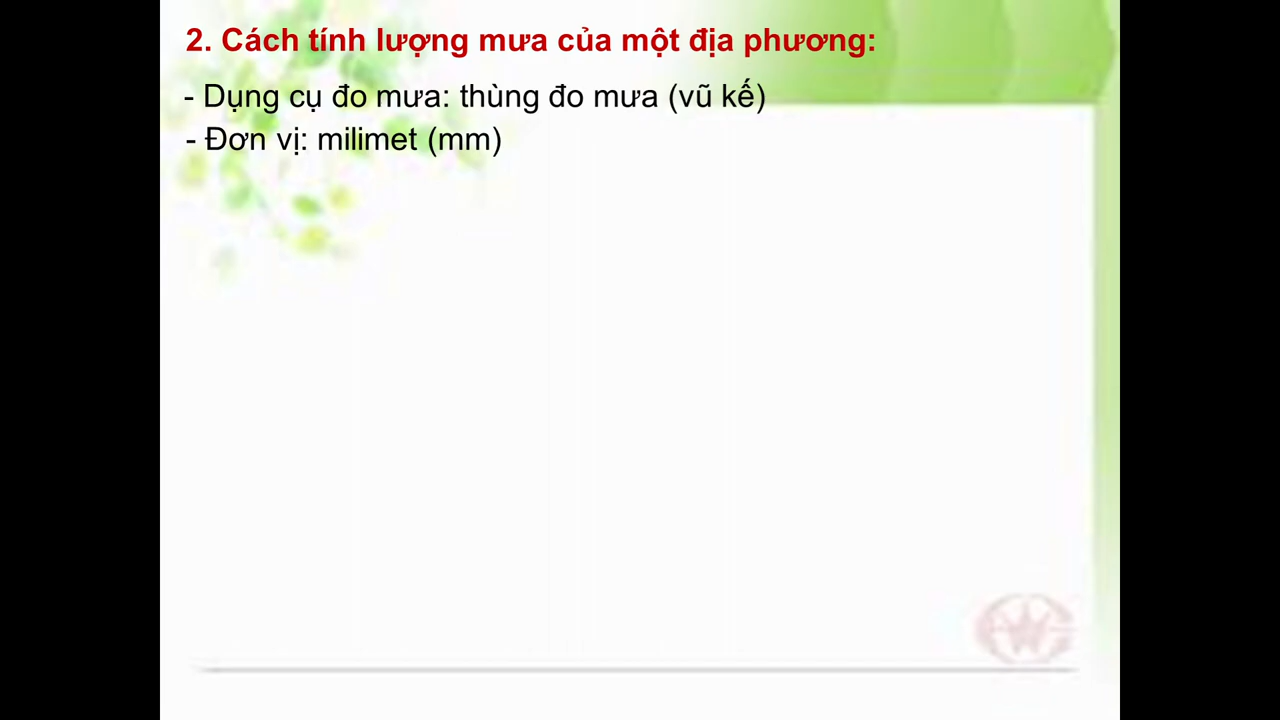 2. Cách tính lượng mưa của một địa phương:
- Dụng cụ đo mưa: thùng đo mưa (vũ kế)
- Đơn vị: milimet (mm)